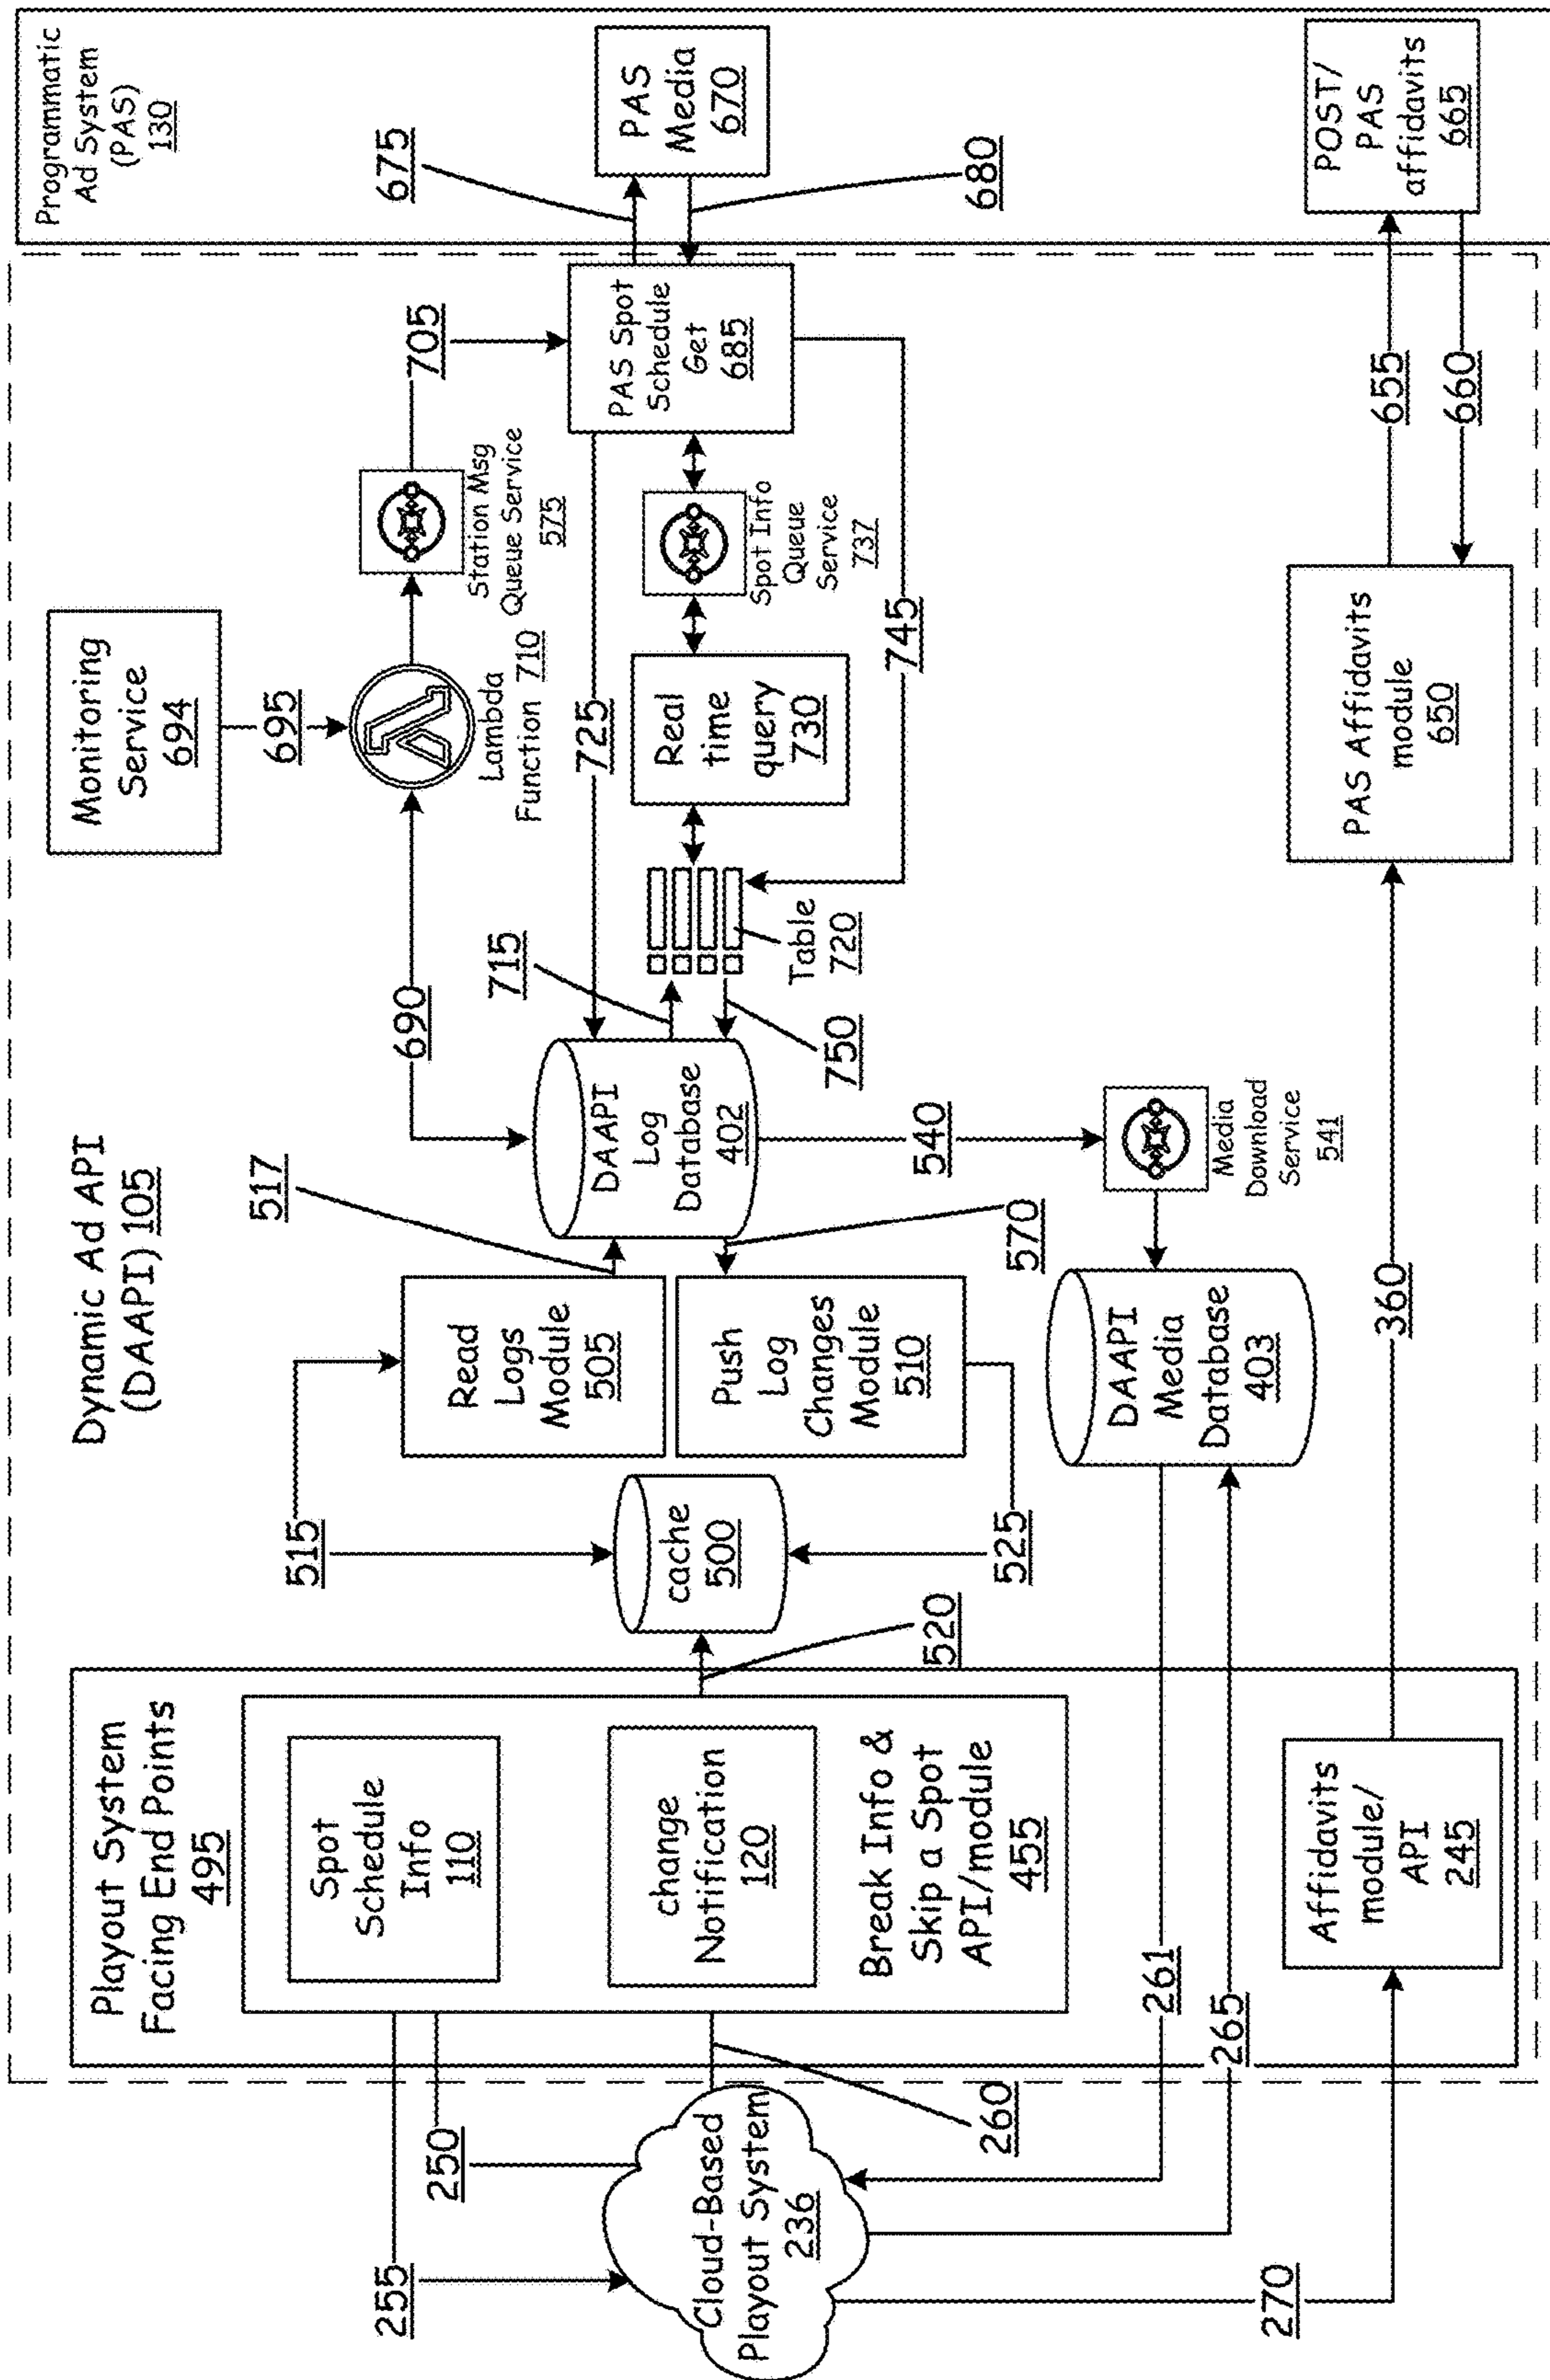 Dynamic Ad API
(DAAPI) 105
Programmatic
Ad System
(PAS)
130
Playout System
Facing End Points
495
Spot
Schedule
Info
110
change
Notification
120
Break Info &
Skip a Spot
API/module
455
Affidavits
module/
API
245
Cloud-Based
Playout System
236
255
250
260
261
265
270
515
520
525
cache
500
Read
Logs
Module
505
Push
Log
Changes
Module
510
517
570
DAAPI
Log
Database
402
540
Media
Download
Service
541
DAAPI
Media
Database
403
360
690
715
750
Table
720
Monitoring
Service
694
695
Lambda
Function 710
Station Msg
Queue Service
575
705
725
Real
time
query
730
Spot Info
Queue
Service
737
745
PAS Spot
Schedule
Get
685
675
680
PAS
Media
670
PAS Affidavits
module
650
655
660
POST/
PAS
affidavits
665